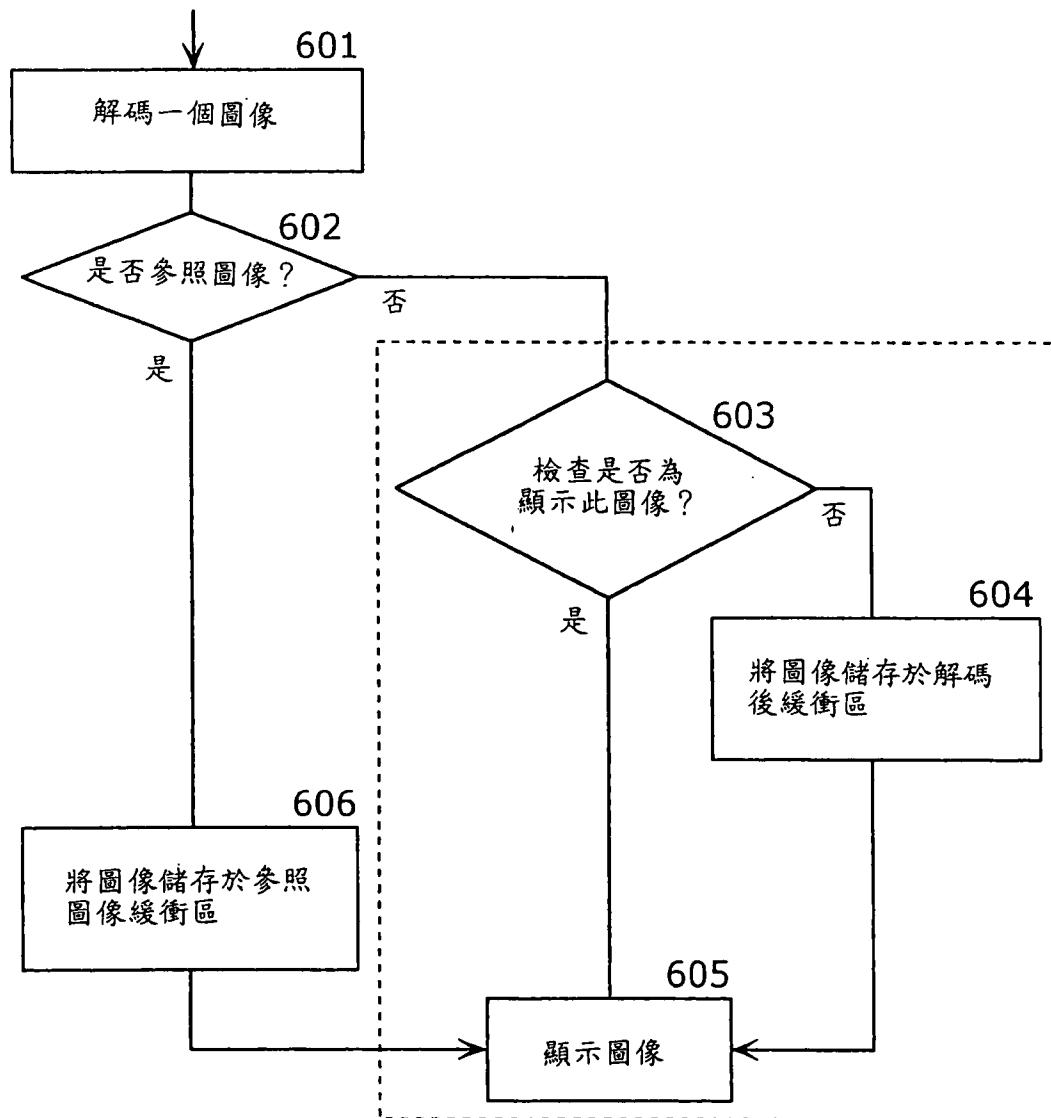 601
解碼一個圖像
602
是否參照圖像？
否
是
603
檢查是否為
顯示此圖像？
否
是
604
將圖像儲存於解碼
後緩衝區
606
將圖像儲存於參照
圖像緩衝區
605
顯示圖像